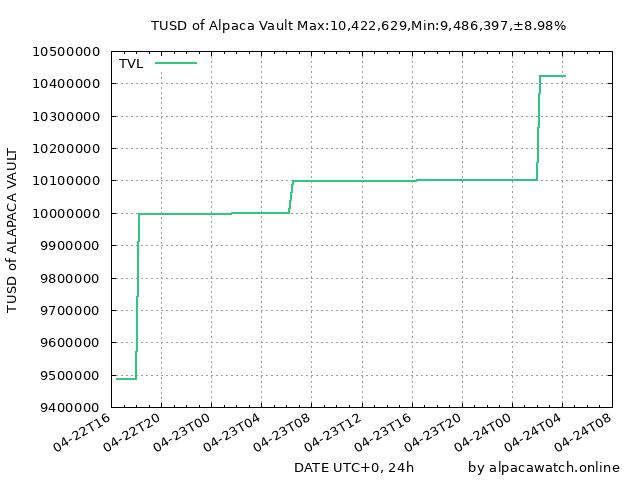 TUSD of Alpaca Vault Max:10,422,629,Min:9,486,397,±8.98%
TVL
10500000
10400000
10300000
10200000
10100000
10000000
9900000
9800000
9700000
9600000
9500000
9400000
TUSD of ALAPACA VAULT
04-22T16
04-22T20
04-23T00
04-23T04
04-23T08
04-23T12
04-23T16
04-23T20
04-24T00
04-24T04
04-24T08
DATE UTC+0, 24h
by alpacawatch.online